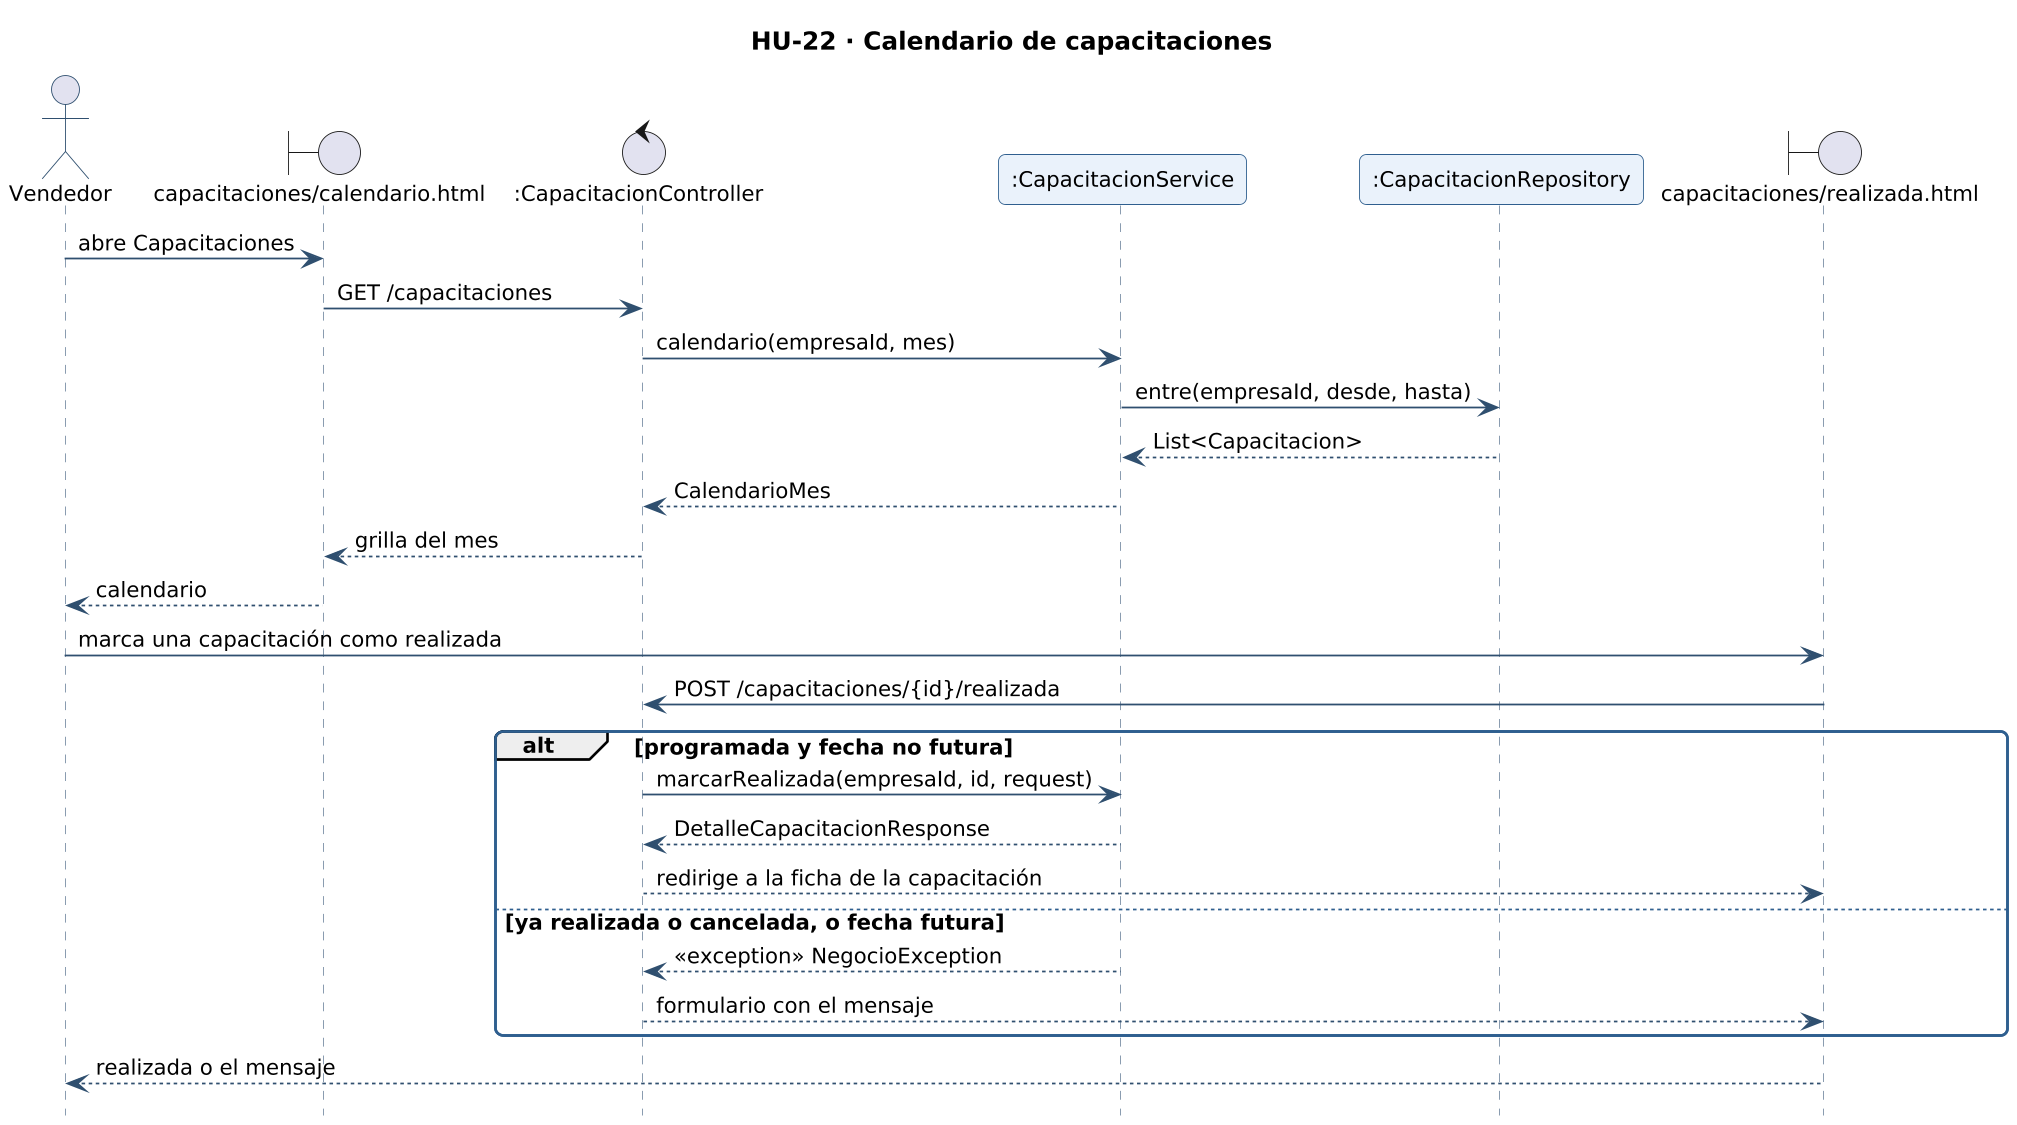 HU-22 · Calendario de capacitaciones
Vendedor
capacitaciones/calendario.html
:CapacitacionController
:CapacitacionService
:CapacitacionRepository
capacitaciones/realizada.html
abre Capacitaciones
GET /capacitaciones
calendario(empresaId, mes)
entre(empresaId, desde, hasta)
List<Capacitacion>
CalendarioMes
grilla del mes
calendario
marca una capacitación como realizada
POST /capacitaciones/{id}/realizada
alt [programada y fecha no futura]
marcarRealizada(empresaId, id, request)
DetalleCapacitacionResponse
redirige a la ficha de la capacitación
[ya realizada o cancelada, o fecha futura]
«exception» NegocioException
formulario con el mensaje
realizada o el mensaje